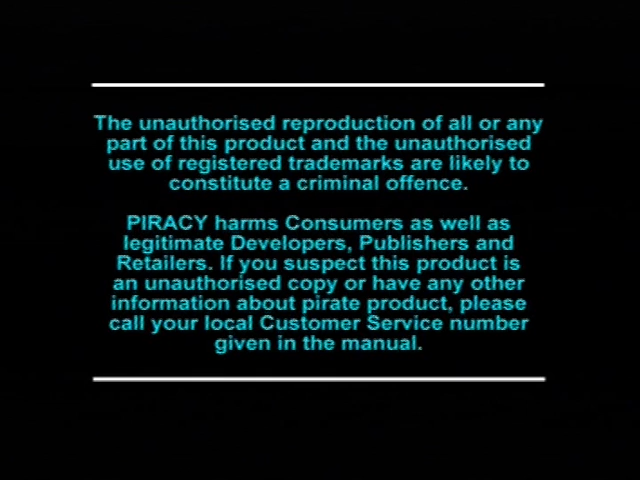 The unauthorised reproduction of all or any
part of this product and the unauthorised
use of registered trademarks are likely to
constitute a criminal offence.
PIRACY harms Consumers as well as
legitimate Developers, Publishers and
Retailers. If you suspect this product is
an unauthorised copy or have any other
information about pirate product, please
call your local Customer Service number
given in the manual.